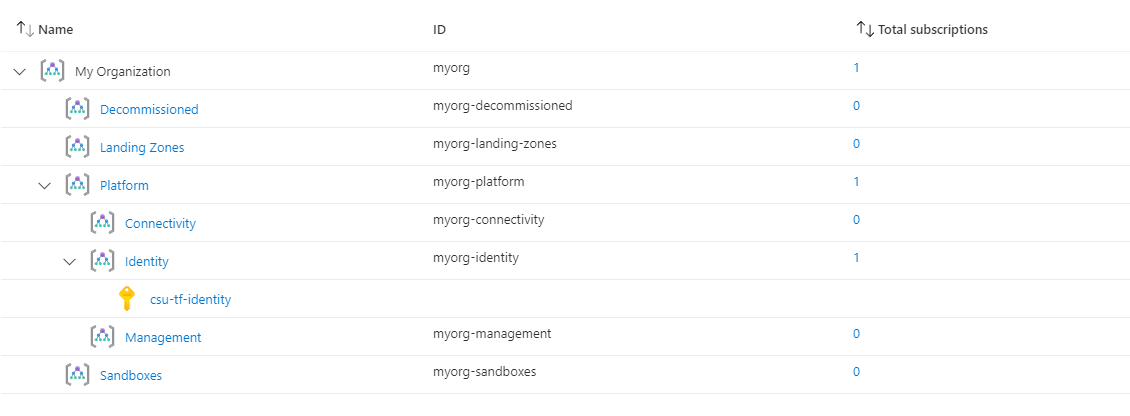 Name ID Total subscriptions
My Organization myorg 1
Decommissioned myorg-decommissioned 0
Landing Zones myorg-landing-zones 0
Platform myorg-platform 1
Connectivity myorg-connectivity 0
Identity myorg-identity 1
csu-tf-identity
Management myorg-management 0
Sandboxes myorg-sandboxes 0